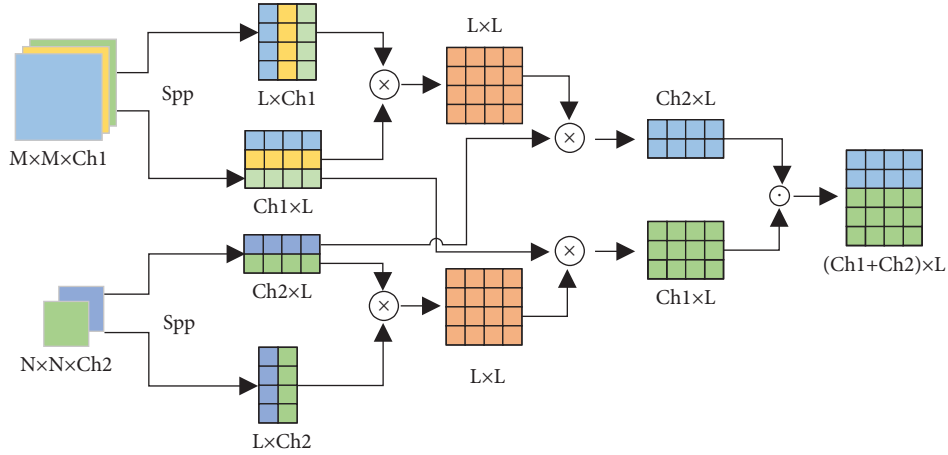 L×L
Spp
L×Ch1
Ch2×L
M×M×Ch1
Ch1×L
(Ch1+Ch2)×L
Ch2×L
Ch1×L
Spp
N×N×Ch2
L×L
L×Ch2